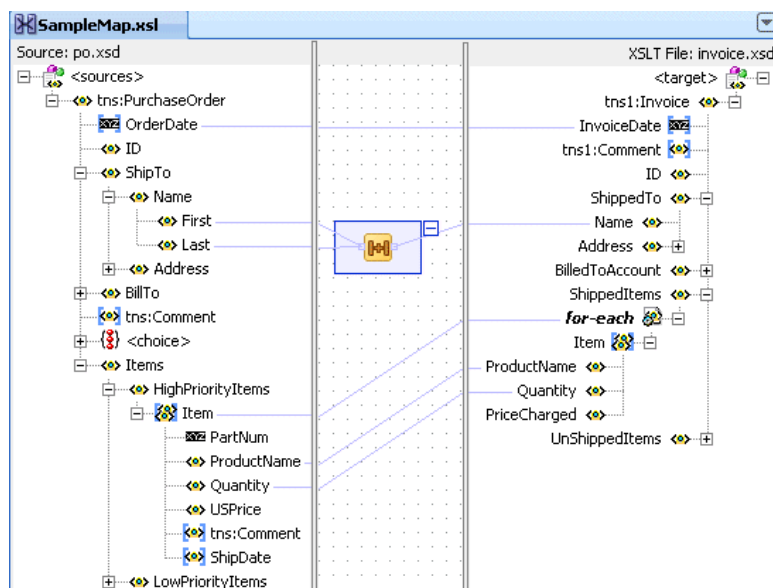 SampleMap.xsl
Source: po.xsd
XSLT File: invoice.xsd
<sources>
tns:PurchaseOrder
OrderDate
ID
ShipTo
Name
First
Last
Address
BillTo
tns:Comment
<choice>
Items
HighPriorityItems
Item
PartNum
ProductName
Quantity
USPrice
tns:Comment
ShipDate
LowPriorityItems
<target>
tns1:Invoice
InvoiceDate
tns1:Comment
ID
ShippedTo
Name
Address
BilledToAccount
ShippedItems
for-each
Item
ProductName
Quantity
PriceCharged
UnShippedItems